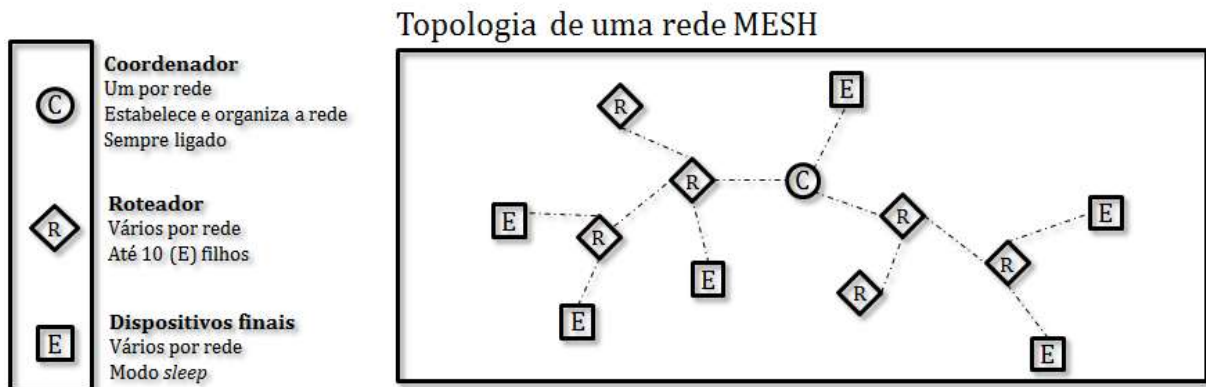 Topologia de uma rede MESH
C
Coordenador
Um por rede
Estabelece e organiza a rede
Sempre ligado
R
Roteador
Vários por rede
Até 10 (E) filhos
E
Dispositivos finais
Vários por rede
Modo sleep
E
R
R
C
E
R
E
R
R
E
R
E
E
E